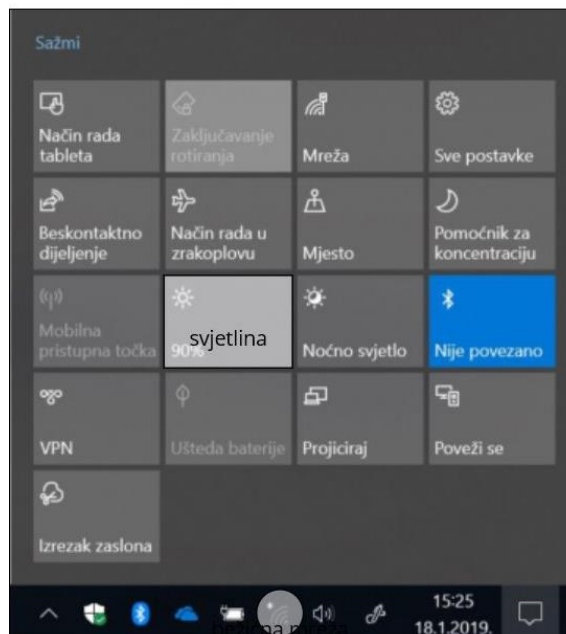 Sažmi
Način rada
tableta
Zaključavanje
rotiranja
Mreža
Sve postavke
Beskontaktno
dijeljenje
Način rada u
zrakoplovu
Mjesto
Pomoćnik za
koncentraciju
Mobilna
pristupna točka
svjetlina
90%
Noćno svjetlo
Nije povezano
VPN
Ušteda baterije
Projiciraj
Poveži se
Izrezak zaslona
15:25
bežična mreža
18.1.2019.